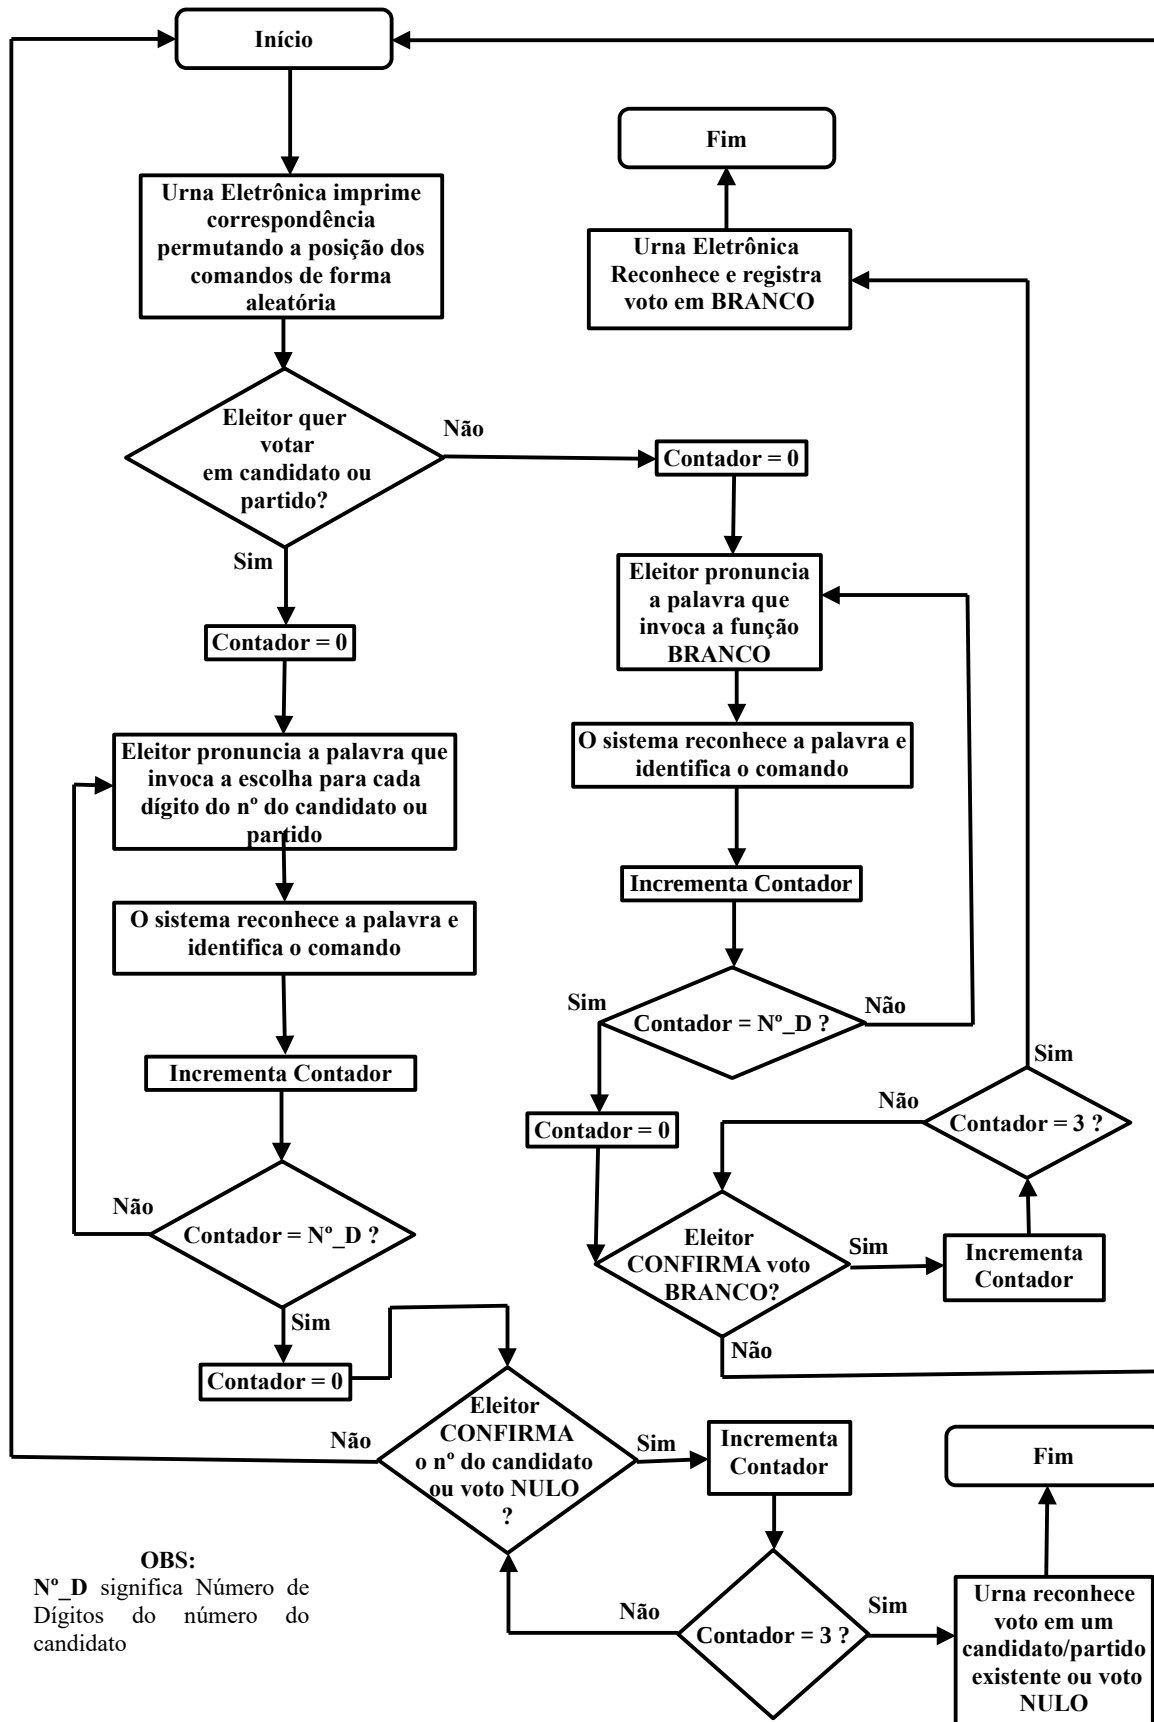 Início
Fim
Urna Eletrônica imprime
correspondência
permutando a posição dos
comandos de forma
aleatória
Urna Eletrônica
Reconhece e registra
voto em BRANCO
Eleitor quer
votar
em candidato ou
partido?
Não
Contador = 0
Sim
Contador = 0
Eleitor pronuncia
a palavra que
invoca a função
BRANCO
Eleitor pronuncia a palavra que
invoca a escolha para cada
dígito do nº do candidato ou
partido
O sistema reconhece a palavra e
identifica o comando
Incrementa Contador
O sistema reconhece a palavra e
identifica o comando
Sim
Contador = Nº_D ?
Não
Incrementa Contador
Sim
Não
Contador = 3 ?
Contador = 0
Não
Contador = Nº_D ?
Eleitor
CONFIRMA voto
BRANCO?
Sim
Incrementa
Contador
Sim
Não
Contador = 0
Eleitor
CONFIRMA
o nº do candidato
ou voto NULO
?
Não
Sim
Incrementa
Contador
Fim
OBS:
Nº_D significa Número de
Dígitos do número do
candidato
Não
Contador = 3 ?
Sim
Urna reconhece
voto em um
candidato/partido
existente ou voto
NULO